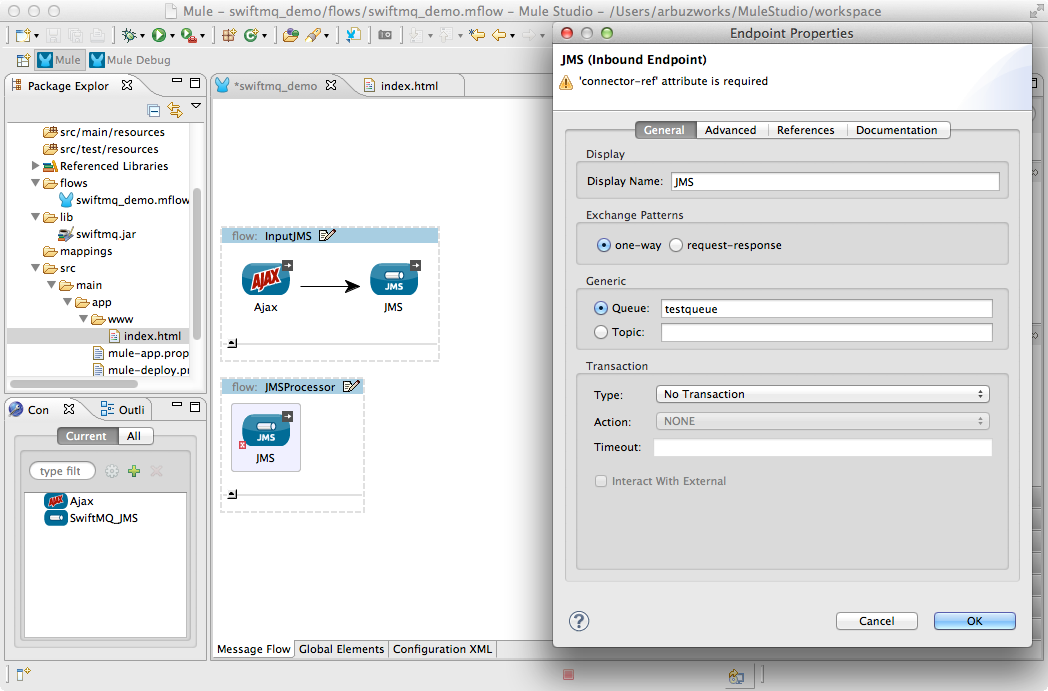 Mule – swiftmq_demo/flows/swiftmq_demo.mflow – Mule Studio – /Users/arbuzworks/MuleStudio/workspace
Mule
Mule Debug
Package Explor
src/main/resources
src/test/resources
Referenced Libraries
flows
swiftmq_demo.mflow
lib
swiftmq.jar
mappings
src
main
app
www
index.html
mule-app.prop
mule-deploy.pr
Con
Outli
Current
All
type filt
AJAX
Ajax
SwiftMQ_JMS
*swiftmq_demo
index.html
flow: InputJMS
AJAX
JMS
Ajax
JMS
flow: JMSProcessor
JMS
JMS
Message Flow
Global Elements
Configuration XML
Endpoint Properties
JMS (Inbound Endpoint)
'connector-ref' attribute is required
General
Advanced
References
Documentation
Display
Display Name:
JMS
Exchange Patterns
one-way
request-response
Generic
Queue:
testqueue
Topic:
Transaction
Type:
No Transaction
Action:
NONE
Timeout:
Interact With External
?
Cancel
OK